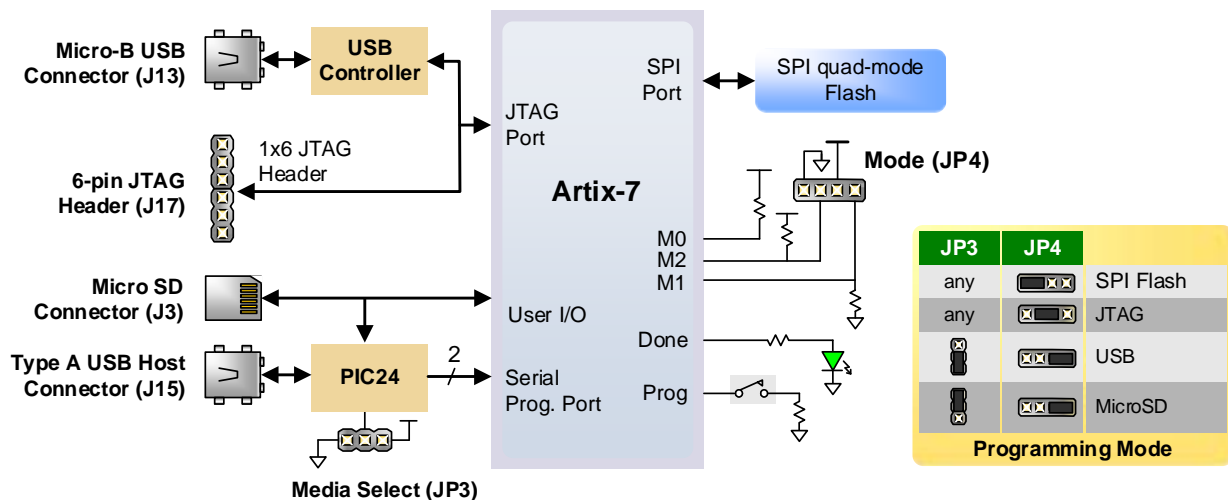 Micro-B USB
Connector (J13)
USB
Controller
6-pin JTAG
Header (J17)
1x6 JTAG
Header
Micro SD
Connector (J3)
Type A USB Host
Connector (J15)
PIC24
2
Media Select (JP3)
JTAG
Port
SPI
Port
Artix-7
M0
M2
M1
User I/O
Done
Serial
Prog. Port
Prog
SPI quad-mode
Flash
Mode (JP4)
JP3 JP4
any SPI Flash
any JTAG
USB
MicroSD
Programming Mode